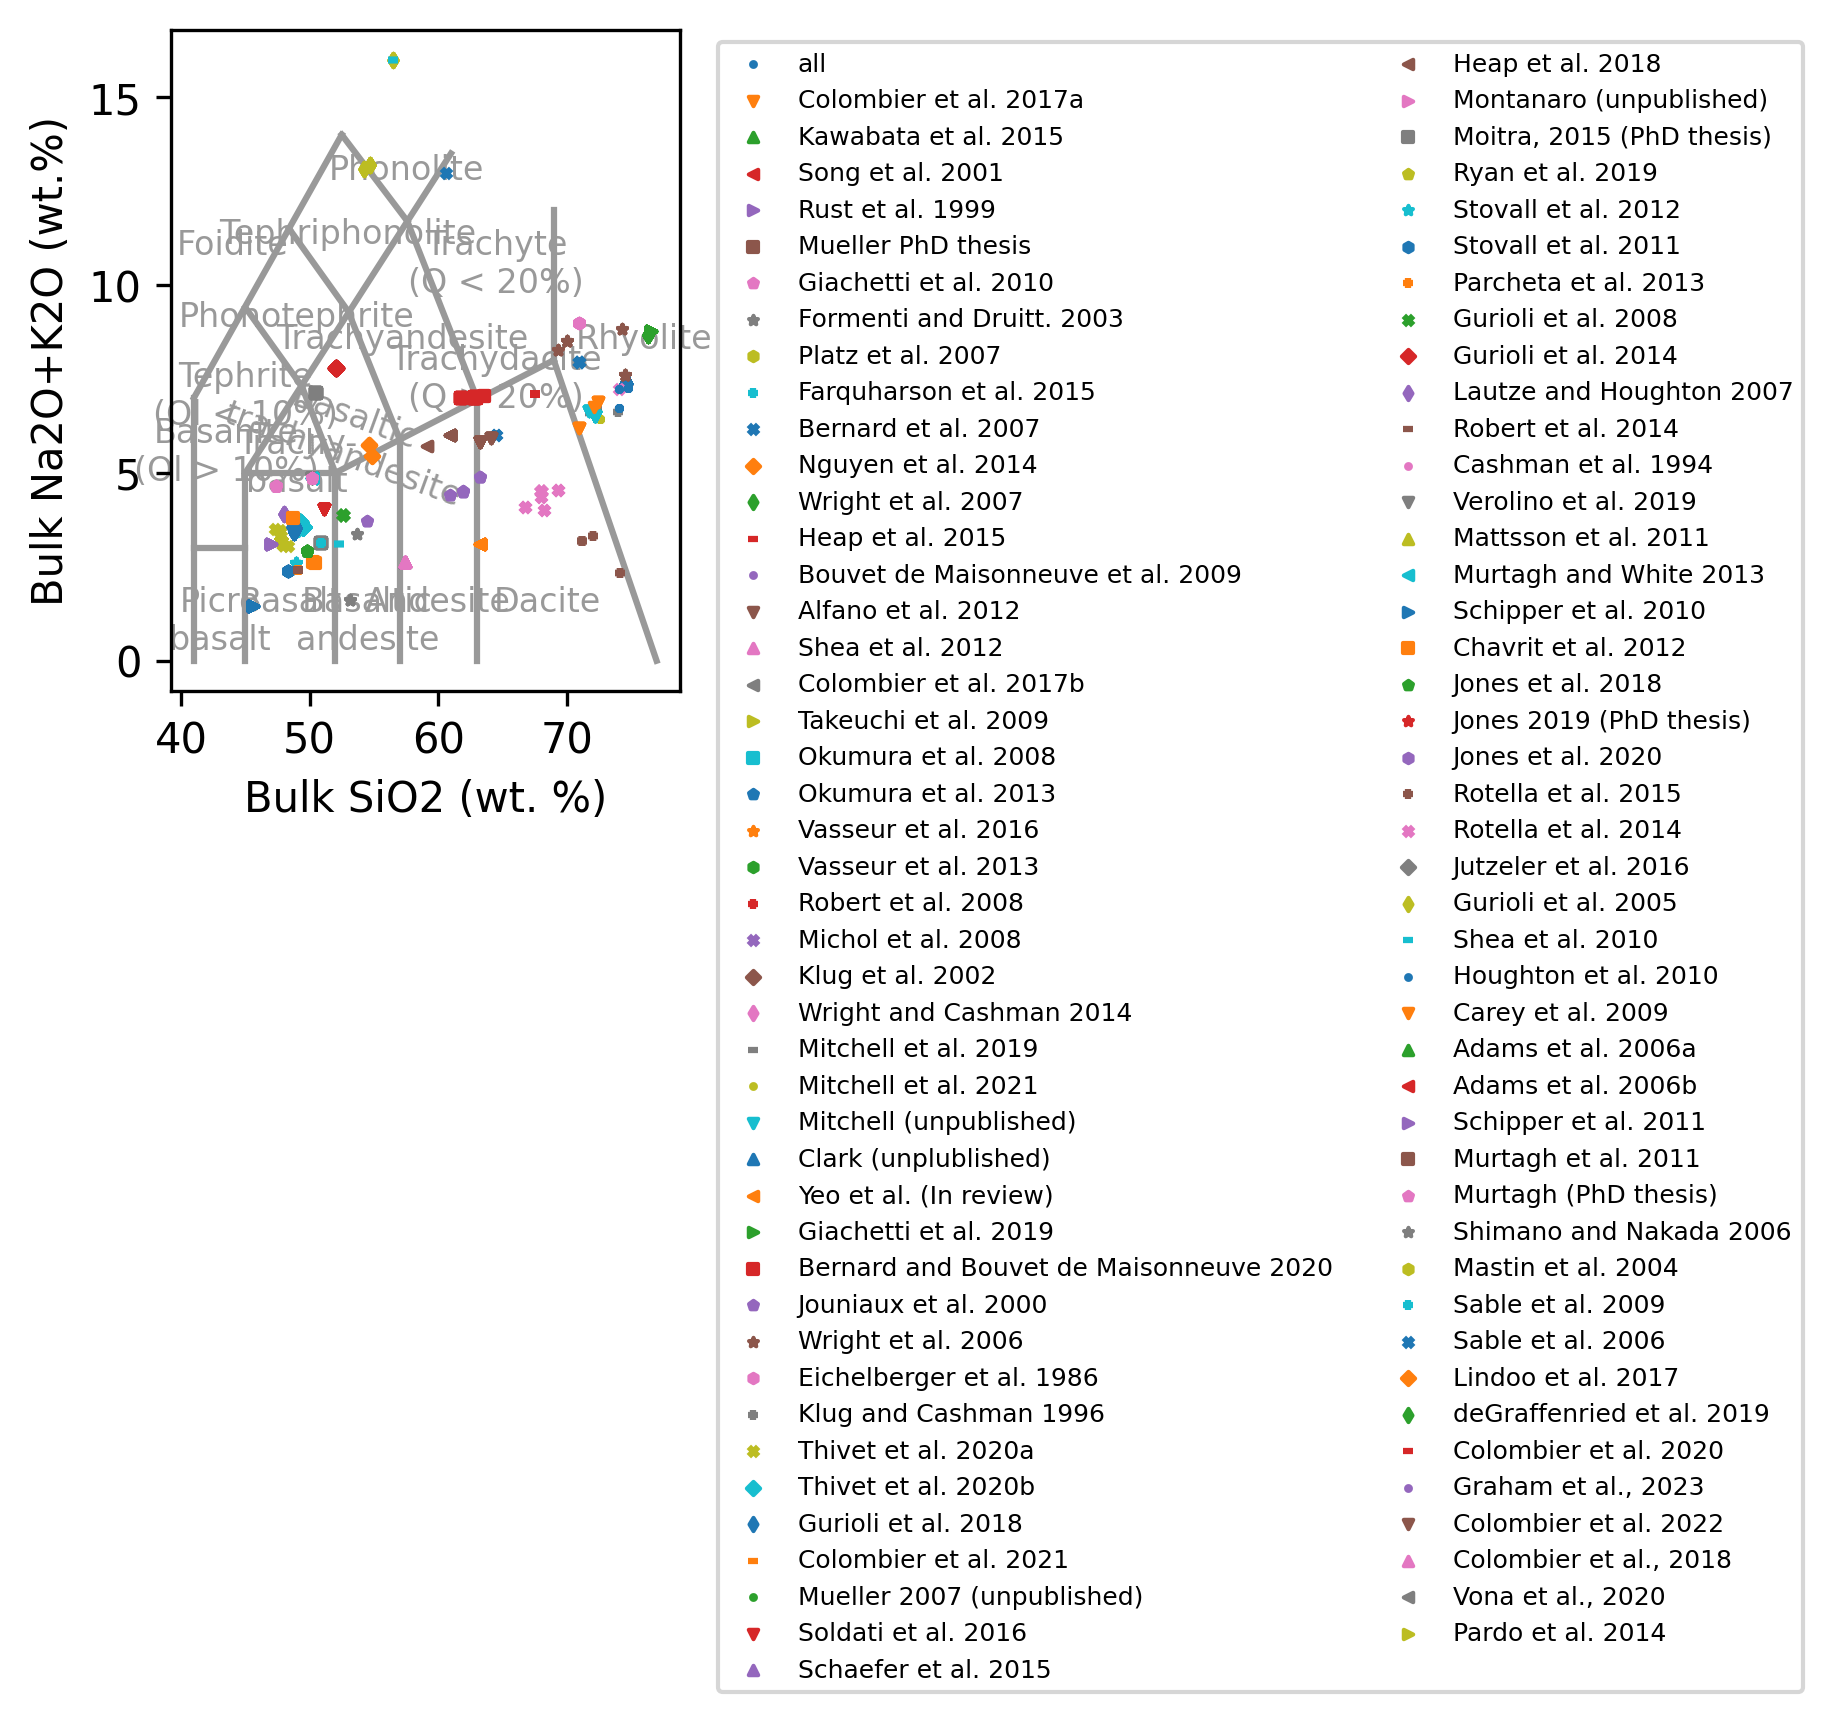 15
10
5
0
40 50 60 70
Bulk Na2O+K2O (wt.%)
Bulk SiO2 (wt. %)
Phonolite
Tephriphonolite
Foidite
Trachyte
(Q < 20%)
Phonotephrite
Trachyandesite
Rhyolite
Trachydacite
(Q > 20%)
Tephrite
(Ol < 10%)
Basanite
(Ol > 10%)
Basaltic
trachyandesite
Trachy-
basalt
Picro
basalt
Basalt
Basaltic
andesite
Andesite
Dacite
all
Colombier et al. 2017a
Kawabata et al. 2015
Song et al. 2001
Rust et al. 1999
Mueller PhD thesis
Giachetti et al. 2010
Formenti and Druitt. 2003
Platz et al. 2007
Farquharson et al. 2015
Bernard et al. 2007
Nguyen et al. 2014
Wright et al. 2007
Heap et al. 2015
Bouvet de Maisonneuve et al. 2009
Alfano et al. 2012
Shea et al. 2012
Colombier et al. 2017b
Takeuchi et al. 2009
Okumura et al. 2008
Okumura et al. 2013
Vasseur et al. 2016
Vasseur et al. 2013
Robert et al. 2008
Michol et al. 2008
Klug et al. 2002
Wright and Cashman 2014
Mitchell et al. 2019
Mitchell et al. 2021
Mitchell (unpublished)
Clark (unplublished)
Yeo et al. (In review)
Giachetti et al. 2019
Bernard and Bouvet de Maisonneuve 2020
Jouniaux et al. 2000
Wright et al. 2006
Eichelberger et al. 1986
Klug and Cashman 1996
Thivet et al. 2020a
Thivet et al. 2020b
Gurioli et al. 2018
Colombier et al. 2021
Mueller 2007 (unpublished)
Soldati et al. 2016
Schaefer et al. 2015
Heap et al. 2018
Montanaro (unpublished)
Moitra, 2015 (PhD thesis)
Ryan et al. 2019
Stovall et al. 2012
Stovall et al. 2011
Parcheta et al. 2013
Gurioli et al. 2008
Gurioli et al. 2014
Lautze and Houghton 2007
Robert et al. 2014
Cashman et al. 1994
Verolino et al. 2019
Mattsson et al. 2011
Murtagh and White 2013
Schipper et al. 2010
Chavrit et al. 2012
Jones et al. 2018
Jones 2019 (PhD thesis)
Jones et al. 2020
Rotella et al. 2015
Rotella et al. 2014
Jutzeler et al. 2016
Gurioli et al. 2005
Shea et al. 2010
Houghton et al. 2010
Carey et al. 2009
Adams et al. 2006a
Adams et al. 2006b
Schipper et al. 2011
Murtagh et al. 2011
Murtagh (PhD thesis)
Shimano and Nakada 2006
Mastin et al. 2004
Sable et al. 2009
Sable et al. 2006
Lindoo et al. 2017
deGraffenried et al. 2019
Colombier et al. 2020
Graham et al., 2023
Colombier et al. 2022
Colombier et al., 2018
Vona et al., 2020
Pardo et al. 2014